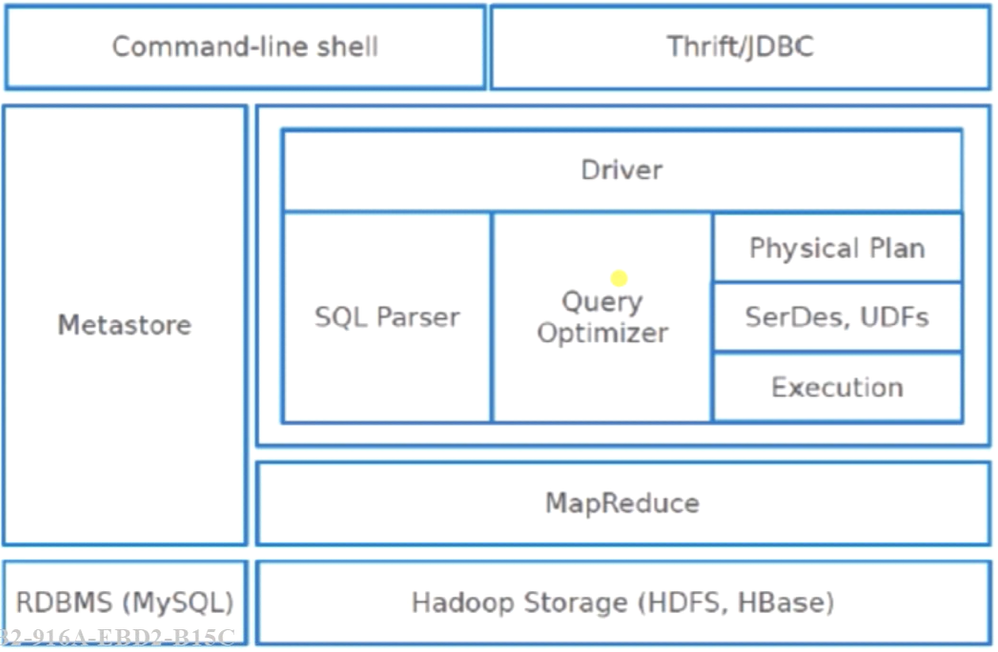 Command-line shell
Thrift/JDBC
Metastore
Driver
SQL Parser
Query
Optimizer
Physical Plan
SerDes, UDFs
Execution
MapReduce
RDBMS (MySQL)
Hadoop Storage (HDFS, HBase)
32-916A-EBD2-B15C